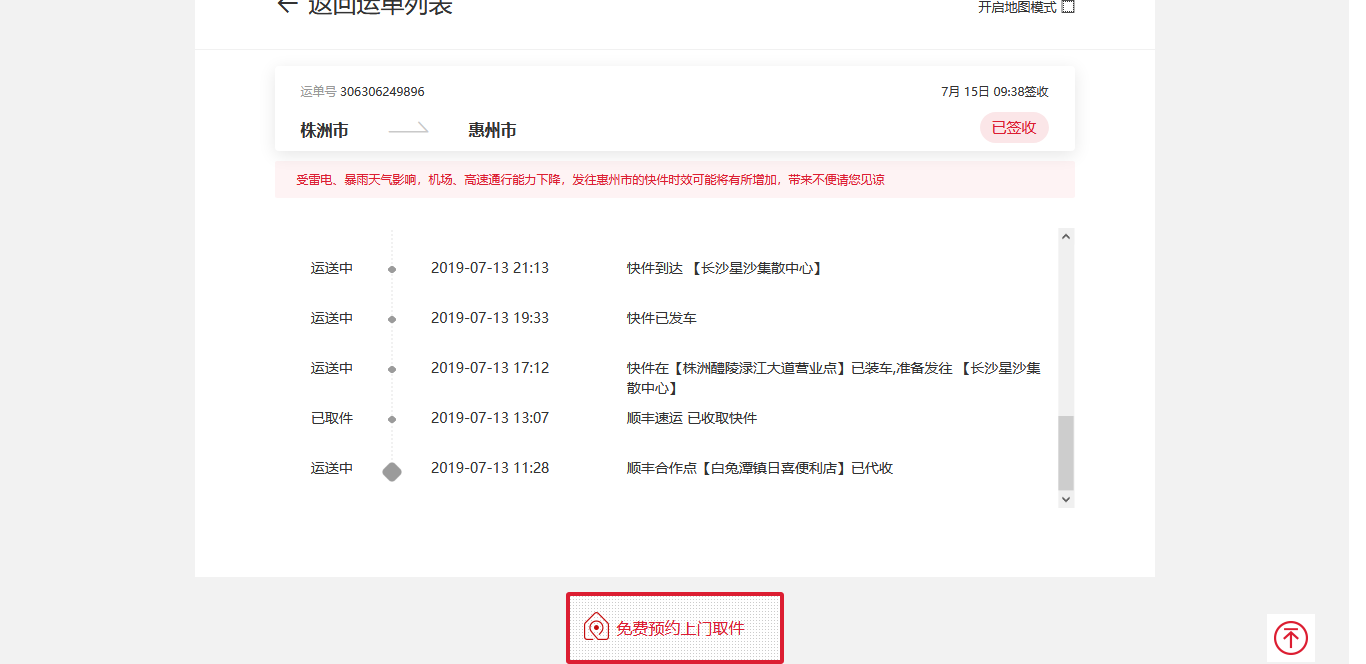 返回运单列表
开启地图模式
运单号 306306249896
7月 15日 09:38签收
株洲市 惠州市
已签收
受雷电、暴雨天气影响，机场、高速通行能力下降，发往惠州市的快件时效可能将有所增加，带来不便请您见谅
运送中 2019-07-13 21:13 快件到达 【长沙星沙集散中心】
运送中 2019-07-13 19:33 快件已发车
运送中 2019-07-13 17:12 快件在【株洲醴陵渌江大道营业点】已装车,准备发往 【长沙星沙集
散中心】
已取件 2019-07-13 13:07 顺丰速运 已收取快件
运送中 2019-07-13 11:28 顺丰合作点【白兔潭镇日喜便利店】已代收
免费预约上门取件